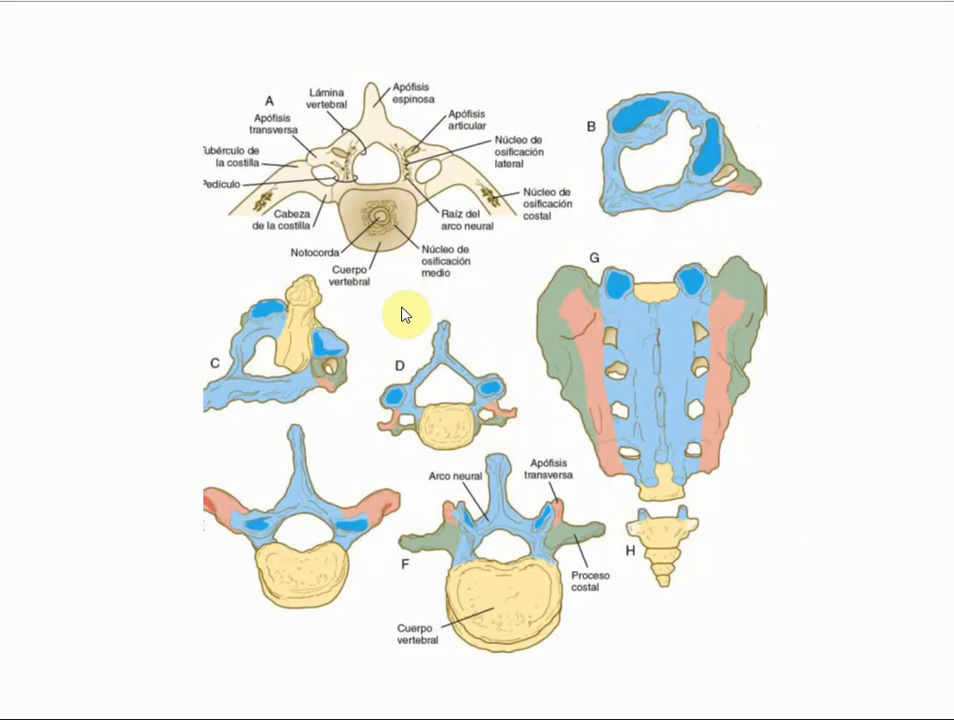 A
Lámina
vertebral
Apófisis
espinosa
Apófisis
transversa
Apófisis
articular
Tubérculo de
la costilla
Núcleo de
osificación
lateral
Pedículo
Núcleo de
osificación
costal
Cabeza
de la costilla
Raíz del
arco neural
Notocorda
Núcleo de
osificación
medio
Cuerpo
vertebral
B
C
D
G
F
Arco neural
Apófisis
transversa
Proceso
costal
Cuerpo
vertebral
H